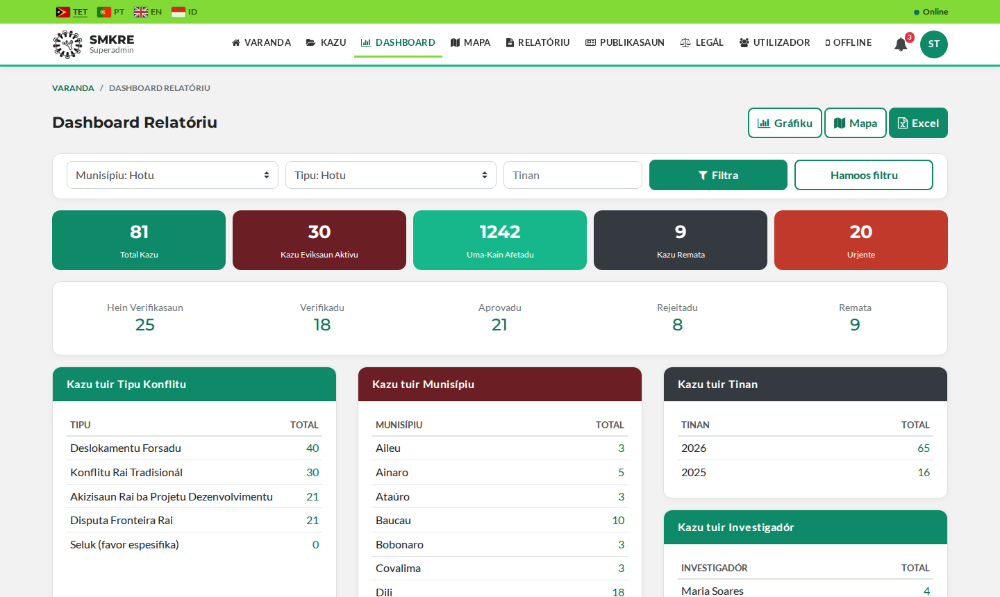 TET PT EN ID
Online
SMKRE
Superadmin
VARANDA KAZU DASHBOARD MAPA RELATÓRIU PUBLIKASAUN LEGÁL UTILIZADOR OFFLINE
3
ST
VARANDA / DASHBOARD RELATÓRIU
Dashboard Relatóriu
Gráfiku Mapa Excel
Munisípiu: Hotu Tipu: Hotu Tinan Filtra Hamoos filtru
81
Total Kazu
30
Kazu Eviksaun Aktivu
1242
Uma-Kain Afetadu
9
Kazu Remata
20
Urjente
Hein Verifikasaun
25
Verifikadu
18
Aprovadu
21
Rejeitadu
8
Remata
9
Kazu tuir Tipu Konflitu
TIPU TOTAL
Deslokamentu Forsadu 40
Konflitu Rai Tradisionál 30
Akizisaun Rai ba Projetu Dezenvolvimentu 21
Disputa Fronteira Rai 21
Seluk (favor espesifika) 0
Kazu tuir Munisípiu
MUNISÍPIU TOTAL
Aileu 3
Ainaro 5
Ataúro 3
Baucau 10
Bobonaro 3
Covalima 3
Dili 18
Kazu tuir Tinan
TINAN TOTAL
2026 65
2025 16
Kazu tuir Investigadór
INVESTIGADÓR TOTAL
Maria Soares 4